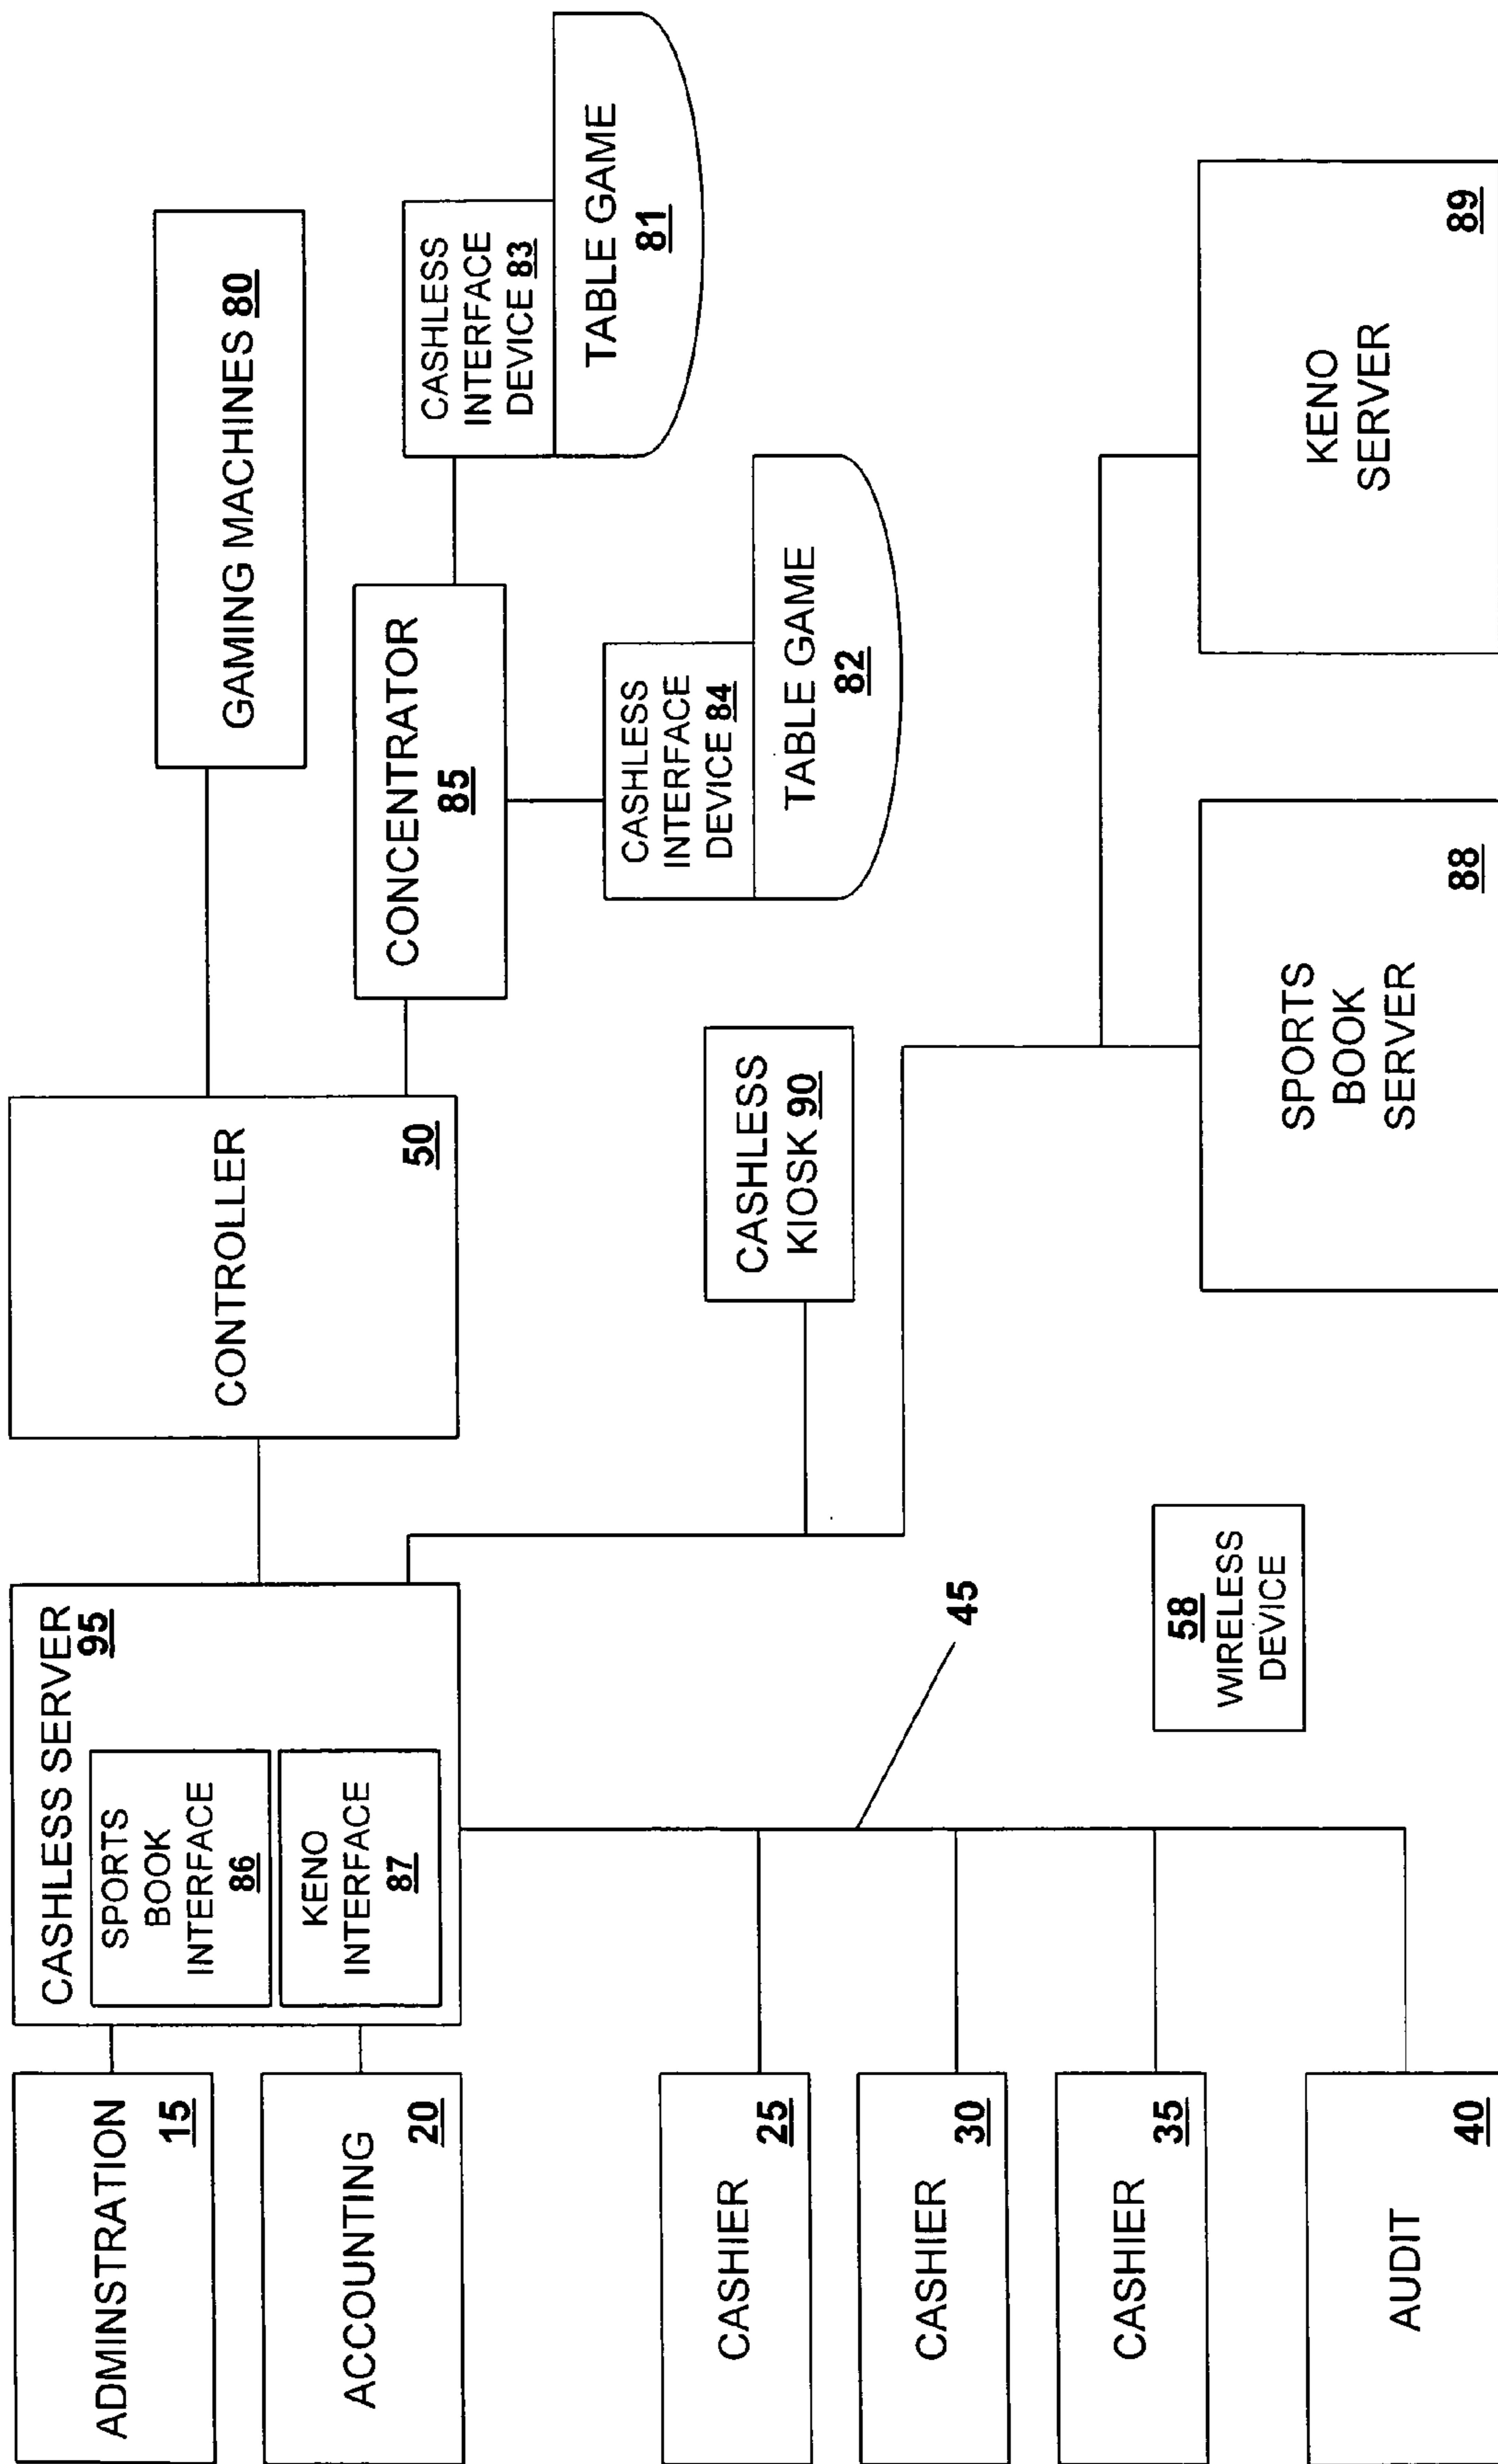 ADMINSTRATION
15
ACCOUNTING
20
CASHIER
25
CASHIER
30
CASHIER
35
AUDIT
40
CASHLESS SERVER
95
SPORTS
BOOK
INTERFACE
86
KENO
INTERFACE
87
45
58
WIRELESS
DEVICE
CONTROLLER
50
CASHLESS
KIOSK 90
GAMING MACHINES 80
CONCENTRATOR
85
CASHLESS
INTERFACE
DEVICE 83
TABLE GAME
81
CASHLESS
INTERFACE
DEVICE 84
TABLE GAME
82
SPORTS
BOOK
SERVER
88
KENO
SERVER
89